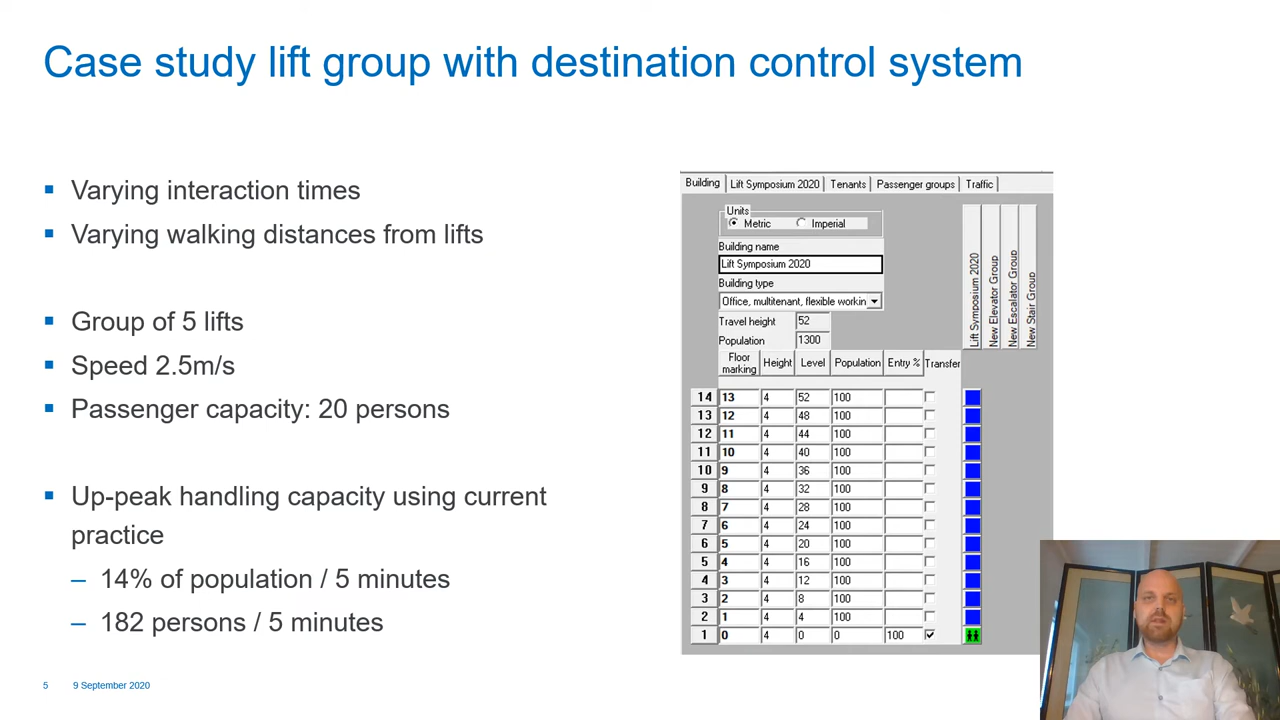 Case study lift group with destination control system
Varying interaction times
Varying walking distances from lifts
Group of 5 lifts
Speed 2.5m/s
Passenger capacity: 20 persons
Up-peak handling capacity using current
practice
– 14% of population / 5 minutes
– 182 persons / 5 minutes
5 9 September 2020
Building Lift Symposium 2020 Tenants Passenger groups Traffic
Units
Metric Imperial
Building name
Lift Symposium 2020
Building type
Office, multitenant, flexible workin
Travel height 52
Population 1300
Lift Symposium 2020
New Elevator Group
New Escalator Group
New Stair Group
Floor marking Height Level Population Entry % Transfer
14 13 4 52 100
13 12 4 48 100
12 11 4 44 100
11 10 4 40 100
10 9 4 36 100
9 8 4 32 100
8 7 4 28 100
7 6 4 24 100
6 5 4 20 100
5 4 4 16 100
4 3 4 12 100
3 2 4 8 100
2 1 4 4 100
1 0 4 0 0 100